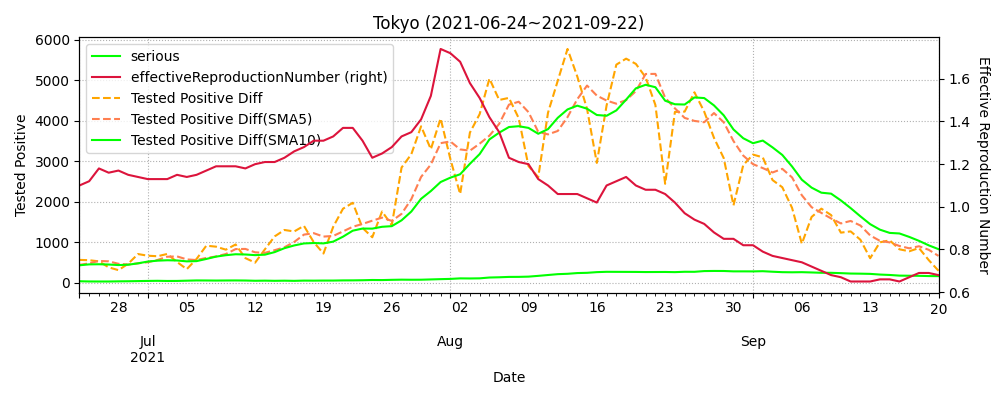 Tokyo (2021-06-24~2021-09-22)
serious
effectiveReproductionNumber (right)
Tested Positive Diff
Tested Positive Diff(SMA5)
Tested Positive Diff(SMA10)
6000
5000
4000
3000
2000
1000
0
Tested Positive
1.6
1.4
1.2
1.0
0.8
0.6
Effective Reproduction Number
28 05 12 19 26 02 09 16 23 30 06 13 20
Jul Aug Sep
2021
Date